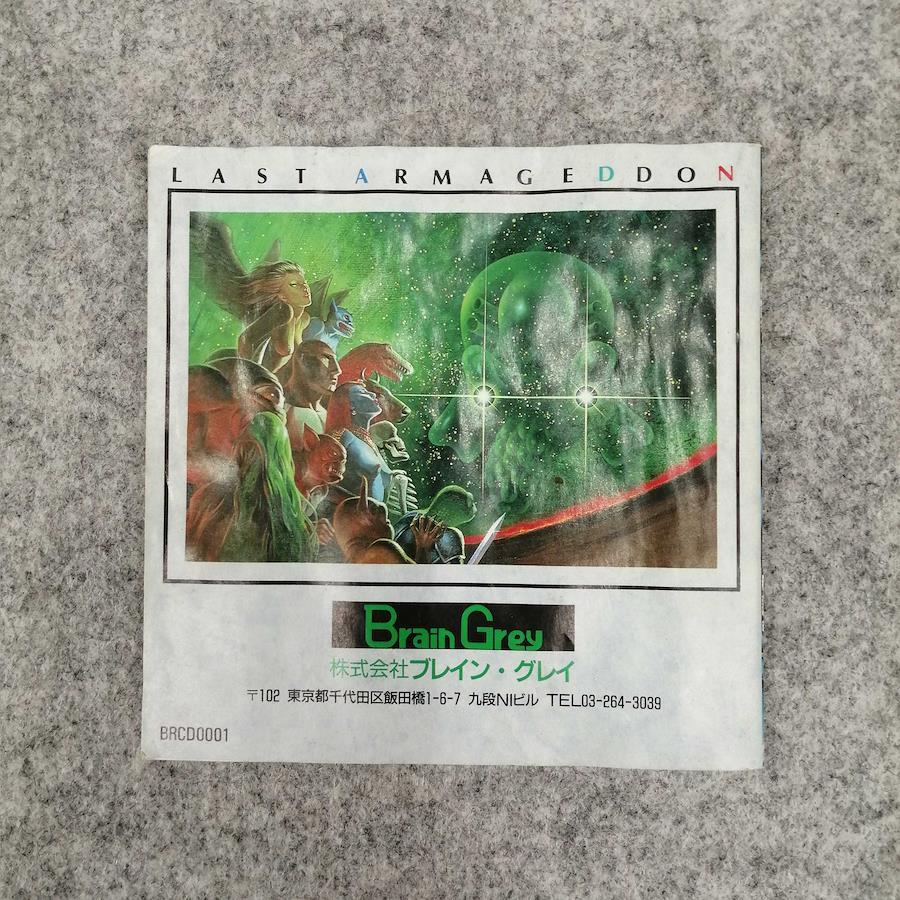 LAST ARMAGEDDON
Brain Grey
株式会社ブレイン・グレイ
〒102 東京都千代田区飯田橋1-6-7 九段NIビル TEL03-264-3039
BRCD0001